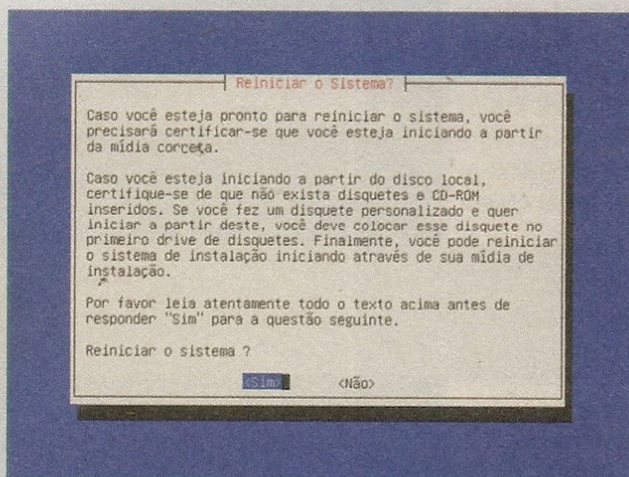 Reiniciar o Sistema?
Caso você esteja pronto para reiniciar o sistema, você
precisará certificar-se que você esteja iniciando a partir
da mídia correta.
Caso você esteja iniciando a partir do disco local,
certifique-se de que não exista disquetes e CD-ROM
inseridos. Se você fez um disquete personalizado e quer
iniciar a partir deste, você deve colocar esse disquete no
primeiro drive de disquetes. Finalmente, você pode reiniciar
o sistema de instalação iniciando através de sua mídia de
instalação.
Por favor leia atentamente todo o texto acima antes de
responder "Sim" para a questão seguinte.
Reiniciar o sistema ?
<Sim> <Não>